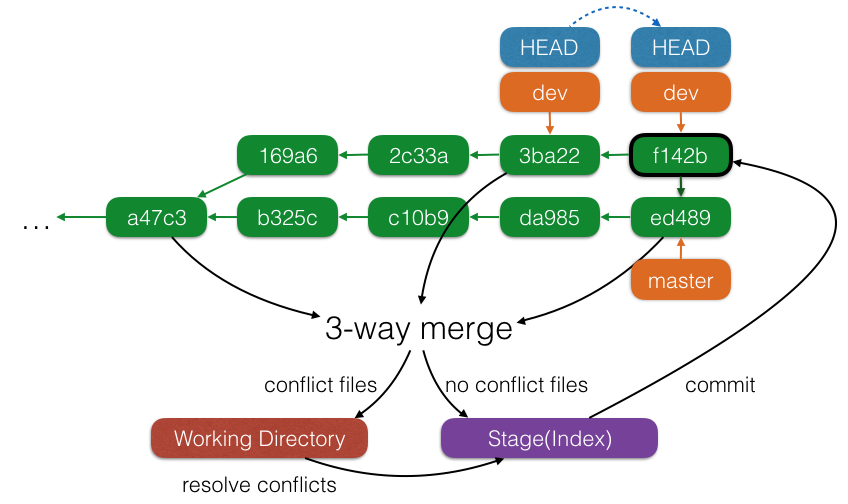 HEAD
HEAD
dev
dev
169a6
2c33a
3ba22
f142b
...
a47c3
b325c
c10b9
da985
ed489
master
3-way merge
conflict files
no conflict files
commit
Working Directory
Stage(Index)
resolve conflicts